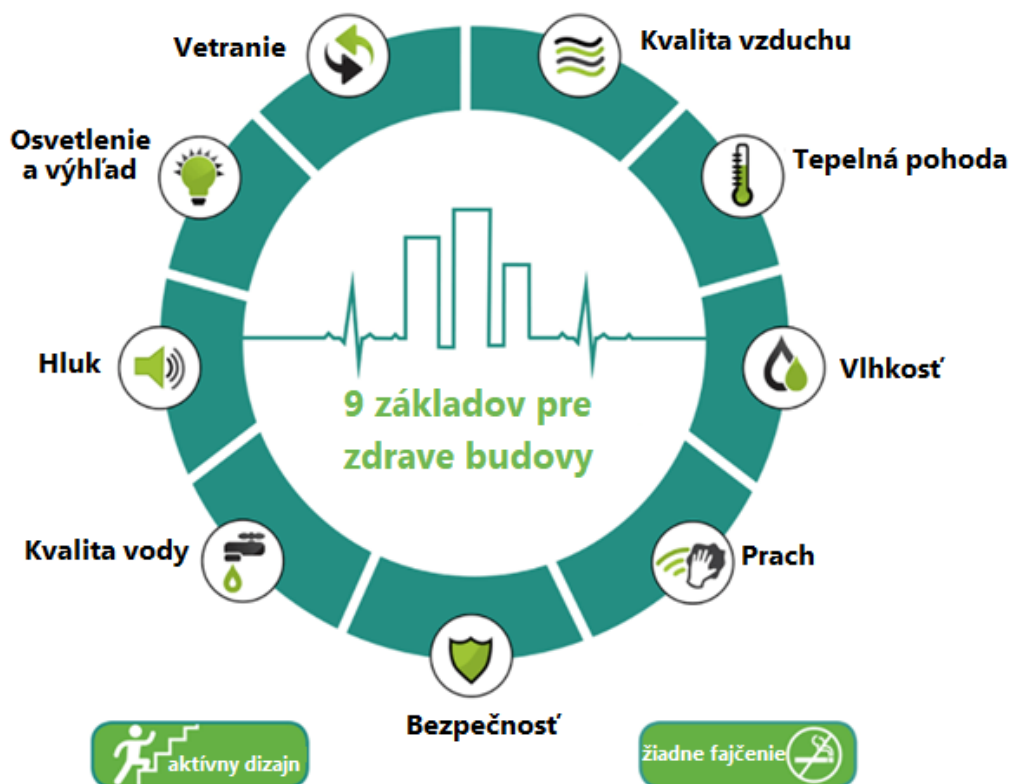 Vetranie
Kvalita vzduchu
Osvetlenie
a výhľad
Tepelná pohoda
Hluk
Vlhkosť
9 základov pre
zdrave budovy
Kvalita vody
Prach
Bezpečnosť
aktívny dizajn
žiadne fajčenie